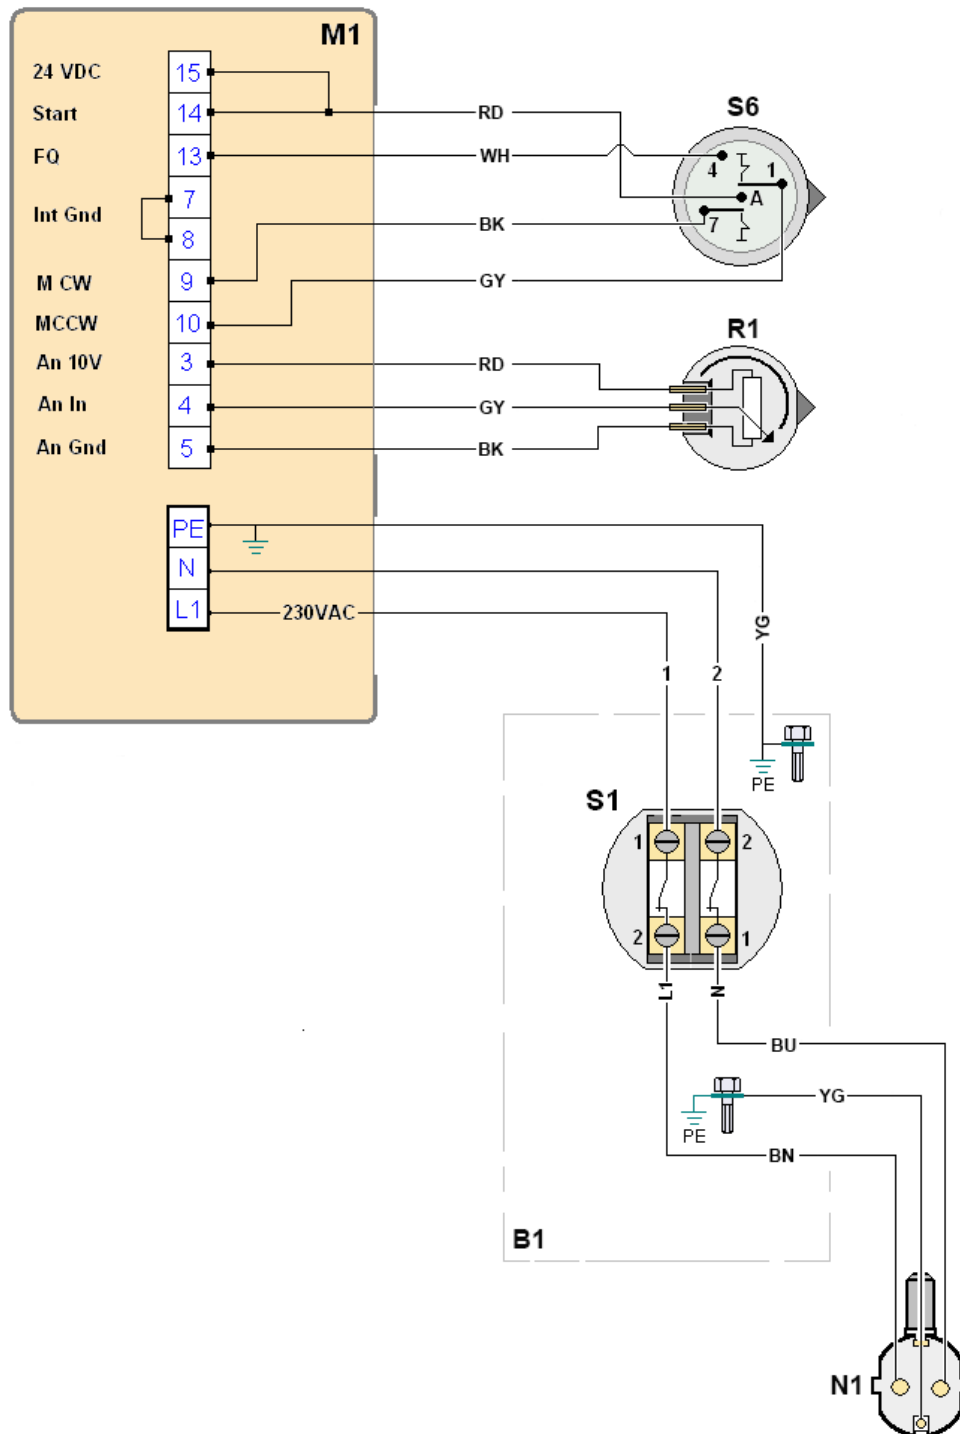 M1
24 VDC 15
S6
Start 14 RD
FQ 13 WH 4 1
7 A
Int Gnd 7
8 BK
M CW 9 GY
MCCW 10
R1
An 10V 3 RD
An In 4 GY
An Gnd 5 BK
PE
N
L1 230VAC
YG
1 2
PE
S1
1 2
2 1
L1 N
BU
YG
PE
BN
B1
N1